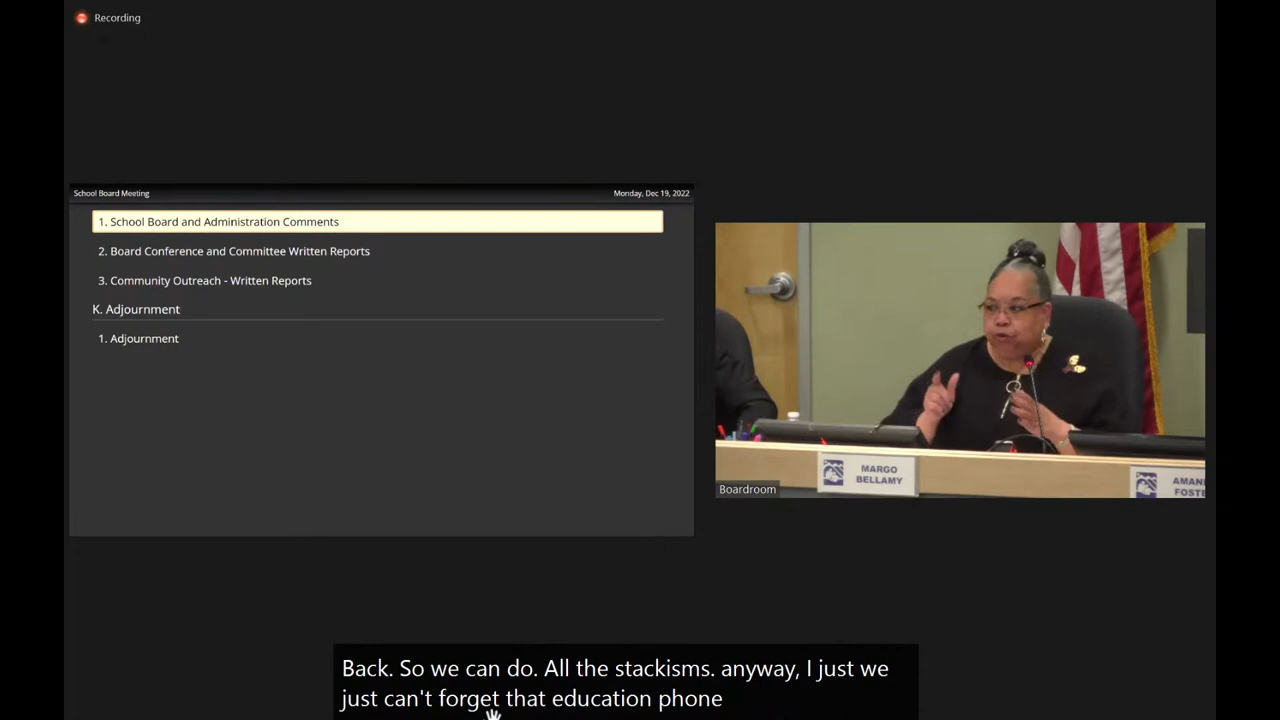 Recording
School Board Meeting
Monday, Dec 19, 2022
1. School Board and Administration Comments
2. Board Conference and Committee Written Reports
3. Community Outreach - Written Reports
K. Adjournment
1. Adjournment
MARGO
BELLAMY
AMAN
FOSTE
Boardroom
Back. So we can do. All the stackisms. anyway, I just we
just can't forget that education phone